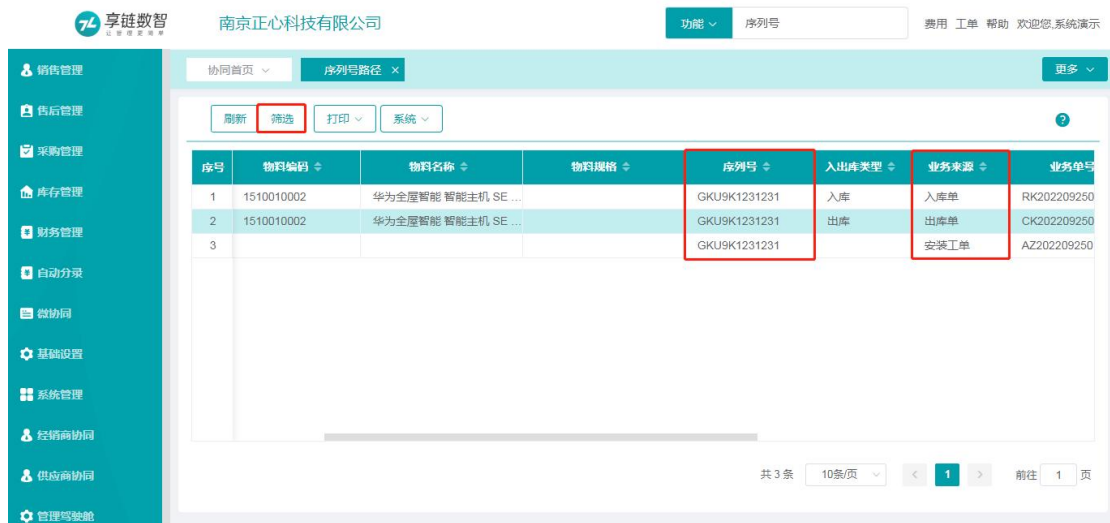 享链数智
让管理更简单
南京正心科技有限公司
功能
序列号
费用 工单 帮助 欢迎您,系统演示
销售管理
售后管理
采购管理
库存管理
财务管理
自动分录
微协同
基础设置
系统管理
经销商协同
供应商协同
管理驾驶舱
协同首页
序列号路径 ×
更多
刷新 筛选 打印 系统
?
序号 物料编码 物料名称 物料规格 序列号 入出库类型 业务来源 业务单号
1 1510010002 华为全屋智能 智能主机 SE ... GKU9K1231231 入库 入库单 RK202209250
2 1510010002 华为全屋智能 智能主机 SE ... GKU9K1231231 出库 出库单 CK202209250
3 GKU9K1231231 安装工单 AZ202209250
共 3 条 10条/页 < 1 > 前往 1 页